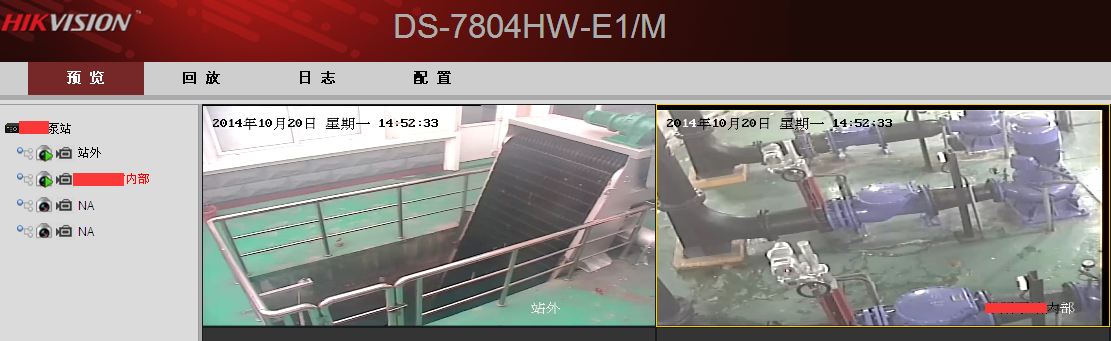 HIKVISION
DS-7804HW-E1/M
预览 回放 日志 配置
泵站
站外
内部
NA
NA
2014年10月20日 星期一 14:52:33
站外
2014年10月20日 星期一 14:52:33
内部